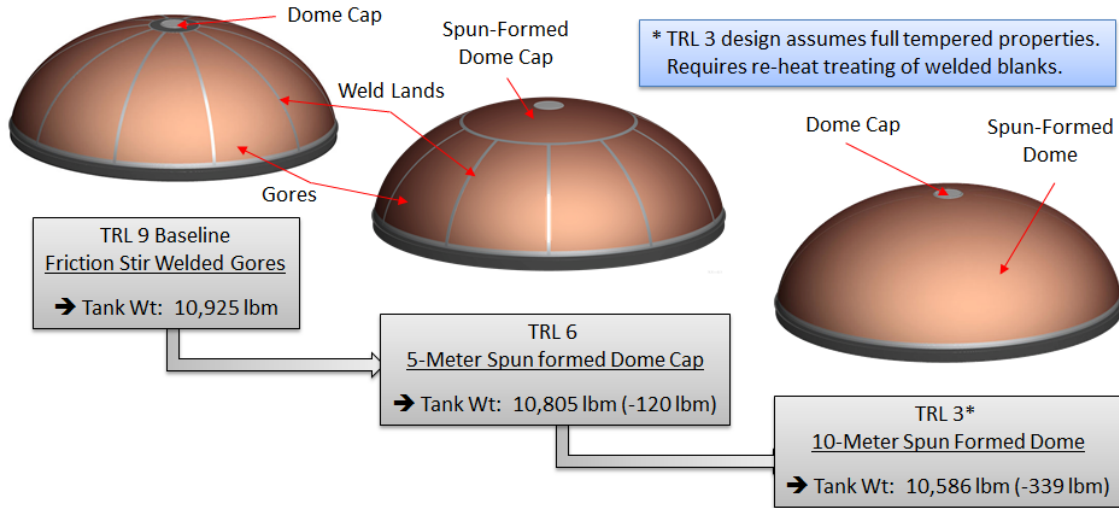 Dome Cap
Spun-Formed
Dome Cap
* TRL 3 design assumes full tempered properties.
Requires re-heat treating of welded blanks.
Weld Lands
Gores
Dome Cap
Spun-Formed
Dome
TRL 9 Baseline
Friction Stir Welded Gores
➔ Tank Wt: 10,925 lbm
TRL 6
5-Meter Spun formed Dome Cap
➔ Tank Wt: 10,805 lbm (-120 lbm)
TRL 3*
10-Meter Spun Formed Dome
➔ Tank Wt: 10,586 lbm (-339 lbm)